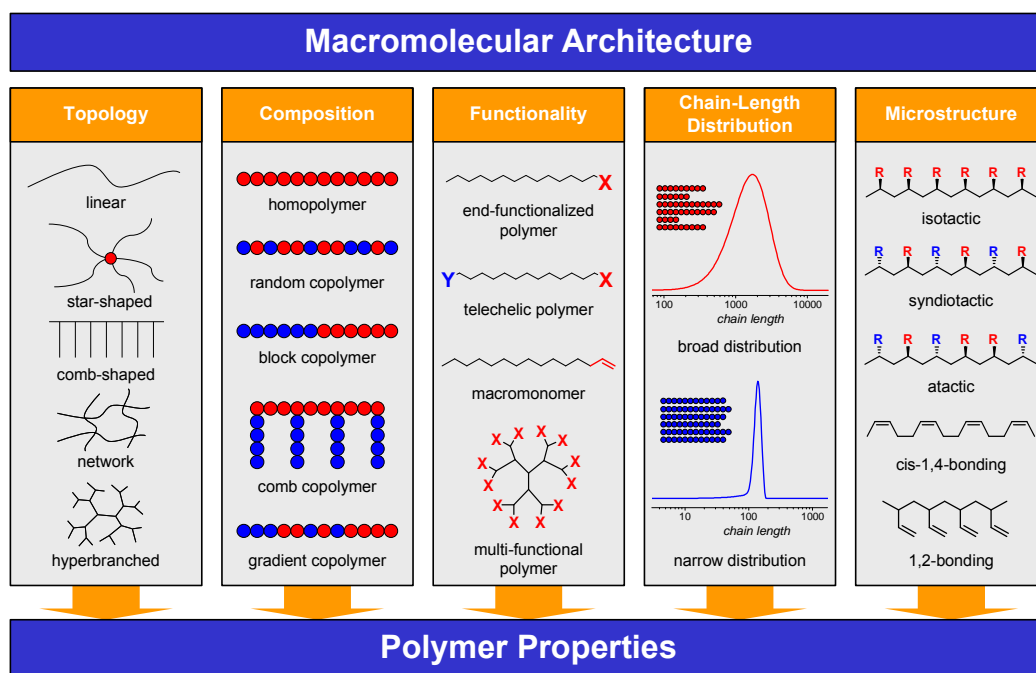 Macromolecular Architecture
Topology
linear
star-shaped
comb-shaped
network
hyperbranched
Composition
homopolymer
random copolymer
block copolymer
comb copolymer
gradient copolymer
Functionality
X
end-functionalized
polymer
Y X
telechelic polymer
macromonomer
X X
X X
X X
X X
X X
multi-functional
polymer
Chain-Length
Distribution
100 1000 10000
chain length
broad distribution
10 100 1000
chain length
narrow distribution
Microstructure
R R R R R R
isotactic
R R R R R R
syndiotactic
R R R R R R
atactic
cis-1,4-bonding
1,2-bonding
Polymer Properties